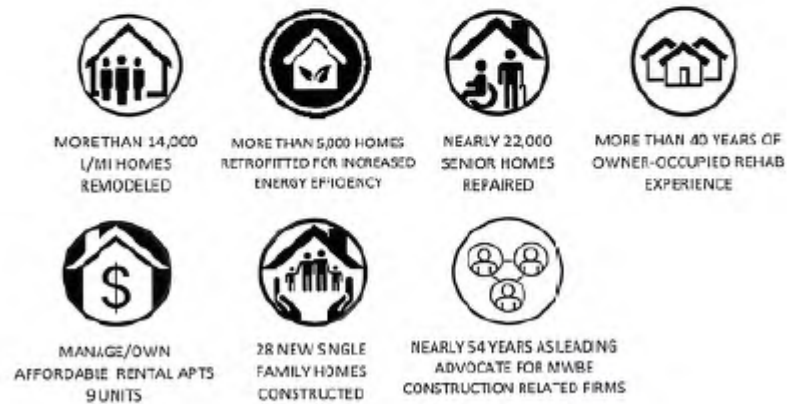 MORE THAN 14,000
L/MI HOMES
REMODELED
MORE THAN 5,000 HOMES
RETROFITTED FOR INCREASED
ENERGY EFFICIENCY
NEARLY 22,000
SENIOR HOMES
REPAIRED
MORE THAN 40 YEARS OF
OWNER-OCCUPIED REHAB
EXPERIENCE
$
MANAGE/OWN
AFFORDABLE RENTAL APTS
9 UNITS
28 NEW SINGLE
FAMILY HOMES
CONSTRUCTED
NEARLY 54 YEARS AS LEADING
ADVOCATE FOR MWBE
CONSTRUCTION RELATED FIRMS